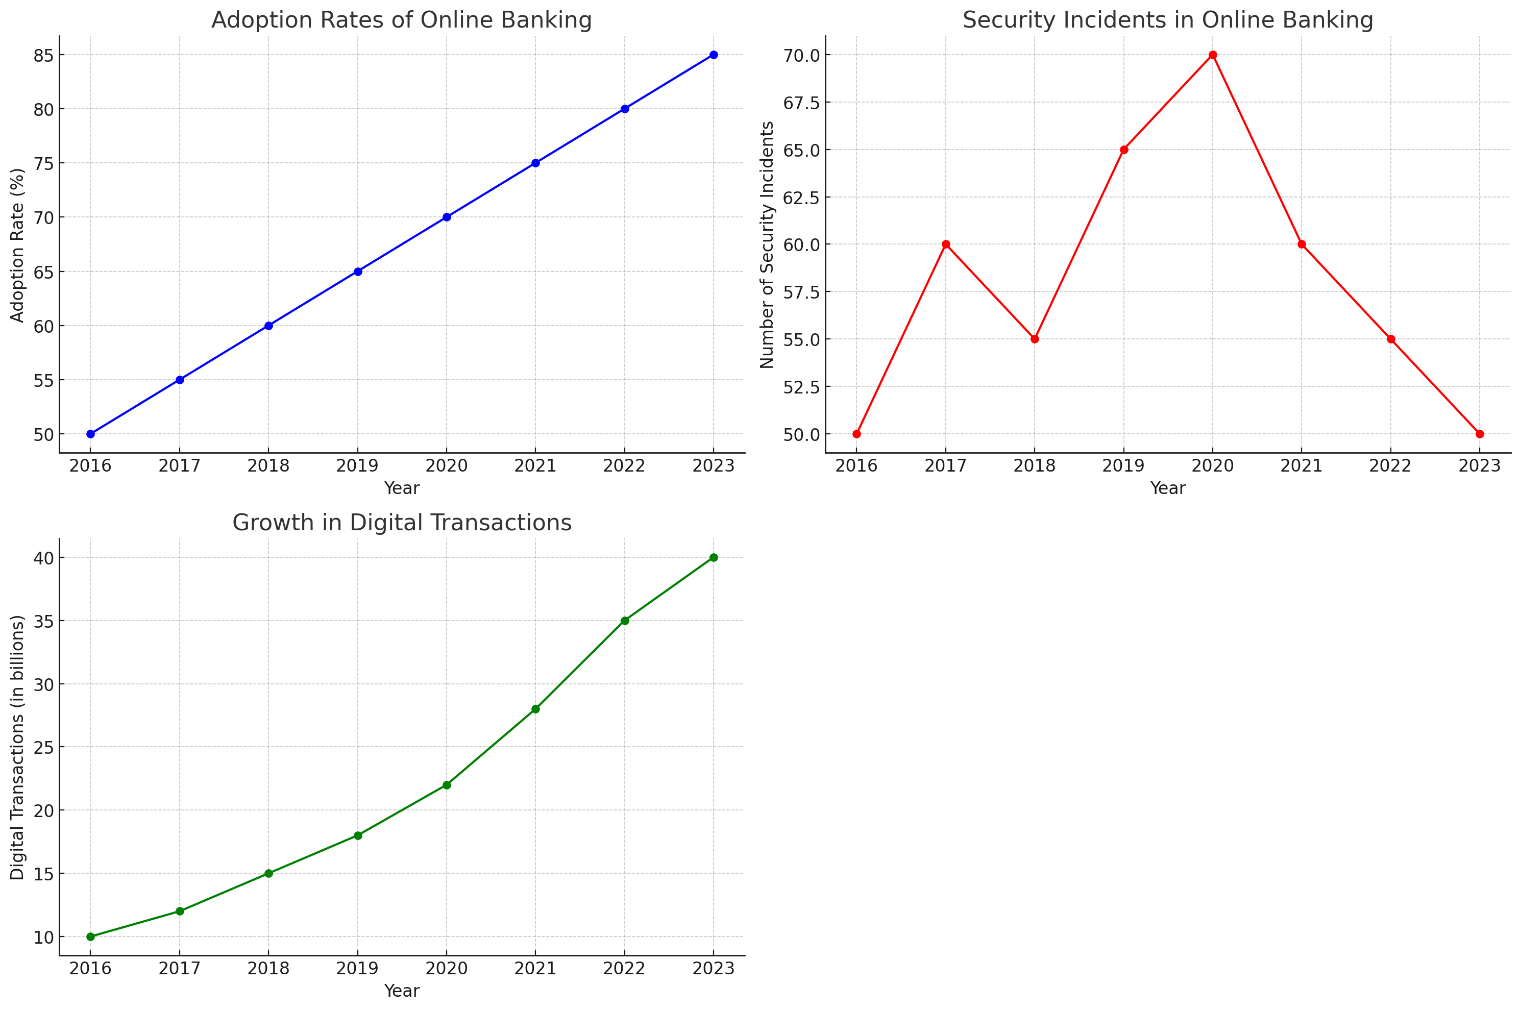 Adoption Rates of Online Banking
85
80
75
70
65
60
55
50
Adoption Rate (%)
2016 2017 2018 2019 2020 2021 2022 2023
Year
Security Incidents in Online Banking
70.0
67.5
65.0
62.5
60.0
57.5
55.0
52.5
50.0
Number of Security Incidents
2016 2017 2018 2019 2020 2021 2022 2023
Year
Growth in Digital Transactions
40
35
30
25
20
15
10
Digital Transactions (in billions)
2016 2017 2018 2019 2020 2021 2022 2023
Year